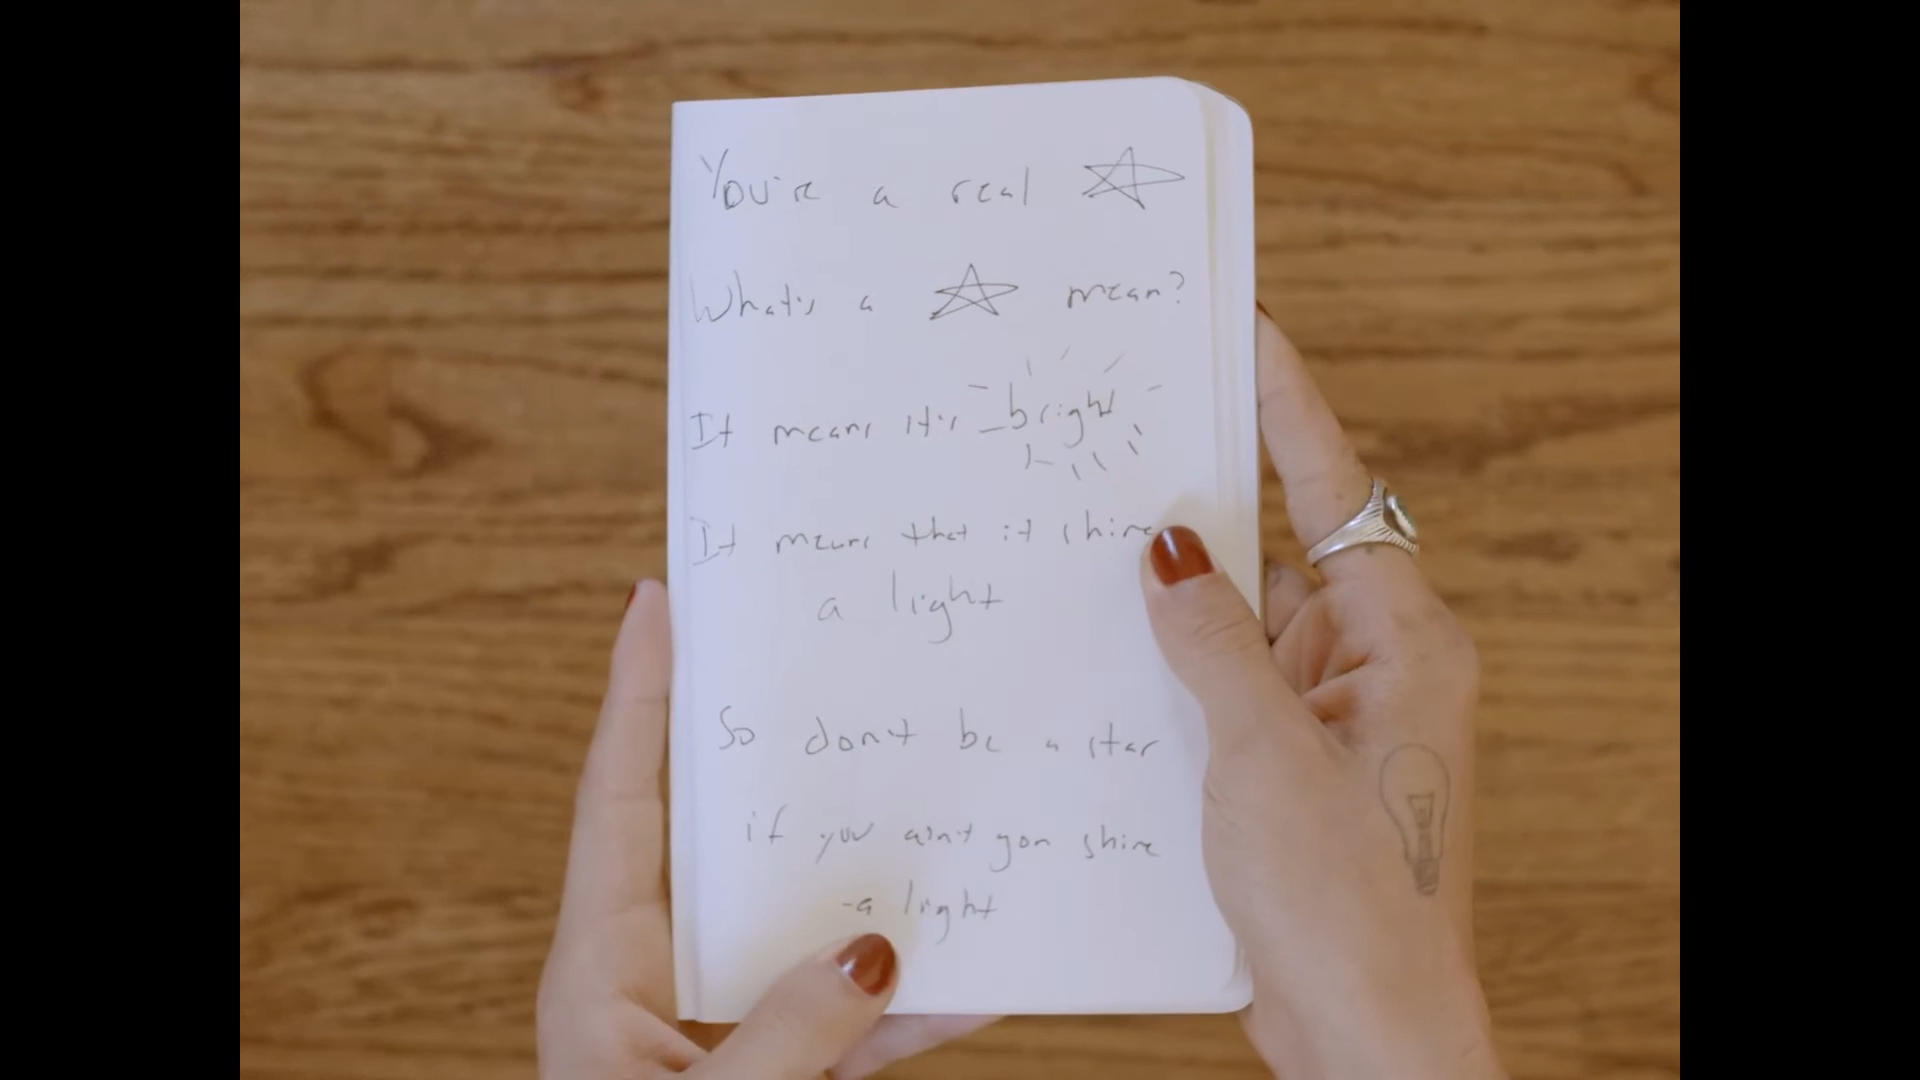 You're a real
What's a mean?
It means it's bright
It means that it shine
a light
So don't be a star
if you ain't gon shine
a light